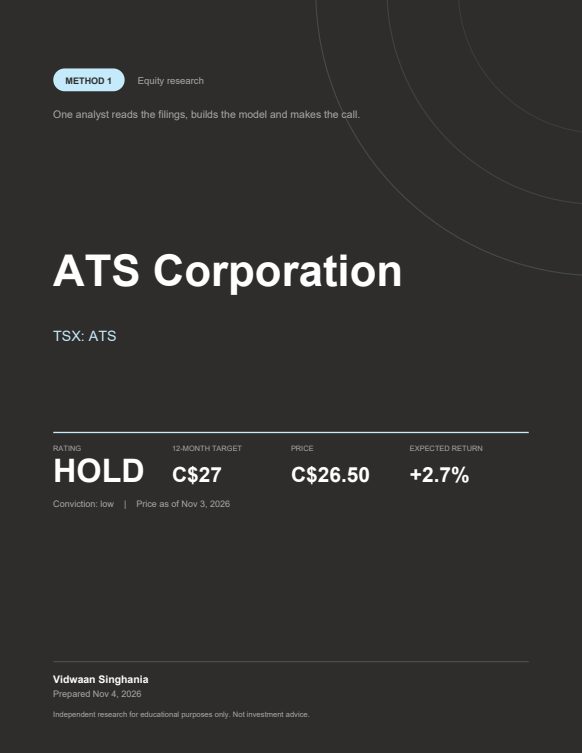 METHOD 1 Equity research
One analyst reads the filings, builds the model and makes the call.
ATS Corporation
TSX: ATS
RATING 12-MONTH TARGET PRICE EXPECTED RETURN
HOLD C$27 C$26.50 +2.7%
Conviction: low | Price as of Nov 3, 2026
Vidwaan Singhania
Prepared Nov 4, 2026
Independent research for educational purposes only. Not investment advice.